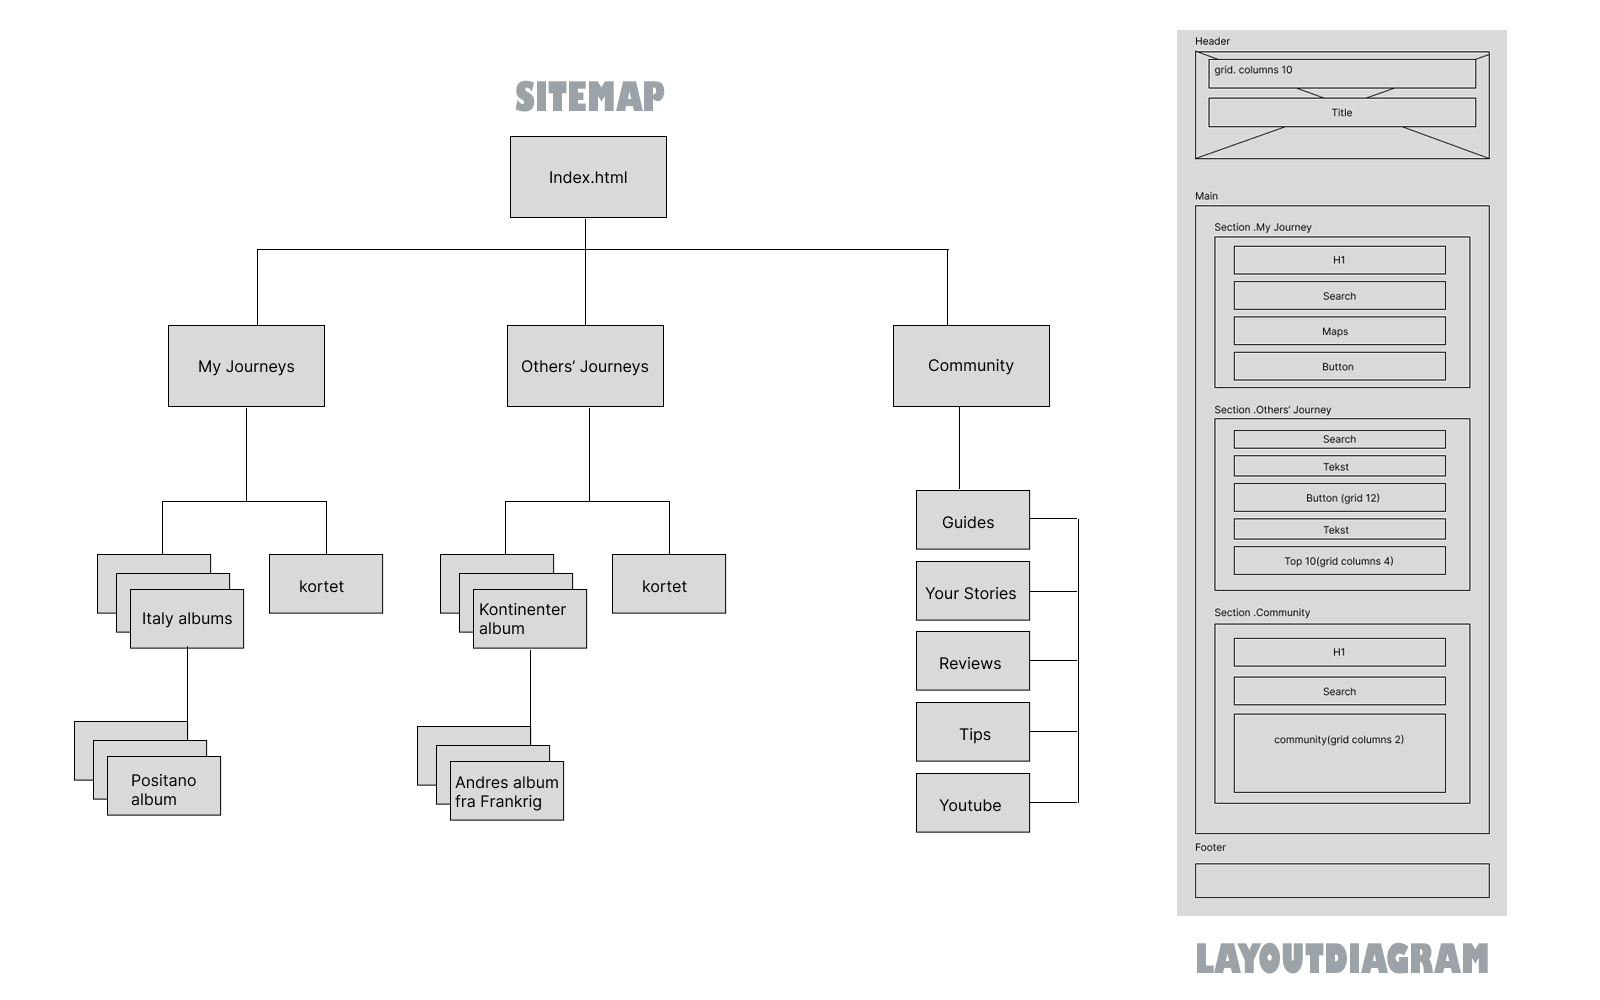 SITEMAP
Index.html
My Journeys
Others’ Journeys
Community
Italy albums
kortet
Kontinenter
album
kortet
Positano
album
Andres album
fra Frankrig
Guides
Your Stories
Reviews
Tips
Youtube
Header
grid. columns 10
Title
Main
Section .My Journey
H1
Search
Maps
Button
Section .Others’ Journey
Search
Tekst
Button (grid 12)
Tekst
Top 10(grid columns 4)
Section .Community
H1
Search
community(grid columns 2)
Footer
LAYOUTDIAGRAM